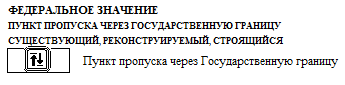 ФЕДЕРАЛЬНОЕ ЗНАЧЕНИЕ
ПУНКТ ПРОПУСКА ЧЕРЕЗ ГОСУДАРСТВЕННУЮ ГРАНИЦУ
СУЩЕСТВУЮЩИЙ, РЕКОНСТРУИРУЕМЫЙ, СТРОЯЩИЙСЯ
Пункт пропуска через Государственную границу